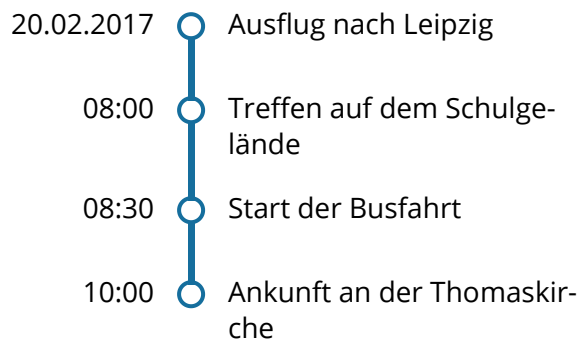 20.02.2017 Ausflug nach Leipzig
08:00 Treffen auf dem Schulge-
lände
08:30 Start der Busfahrt
10:00 Ankunft an der Thomaskir-
che